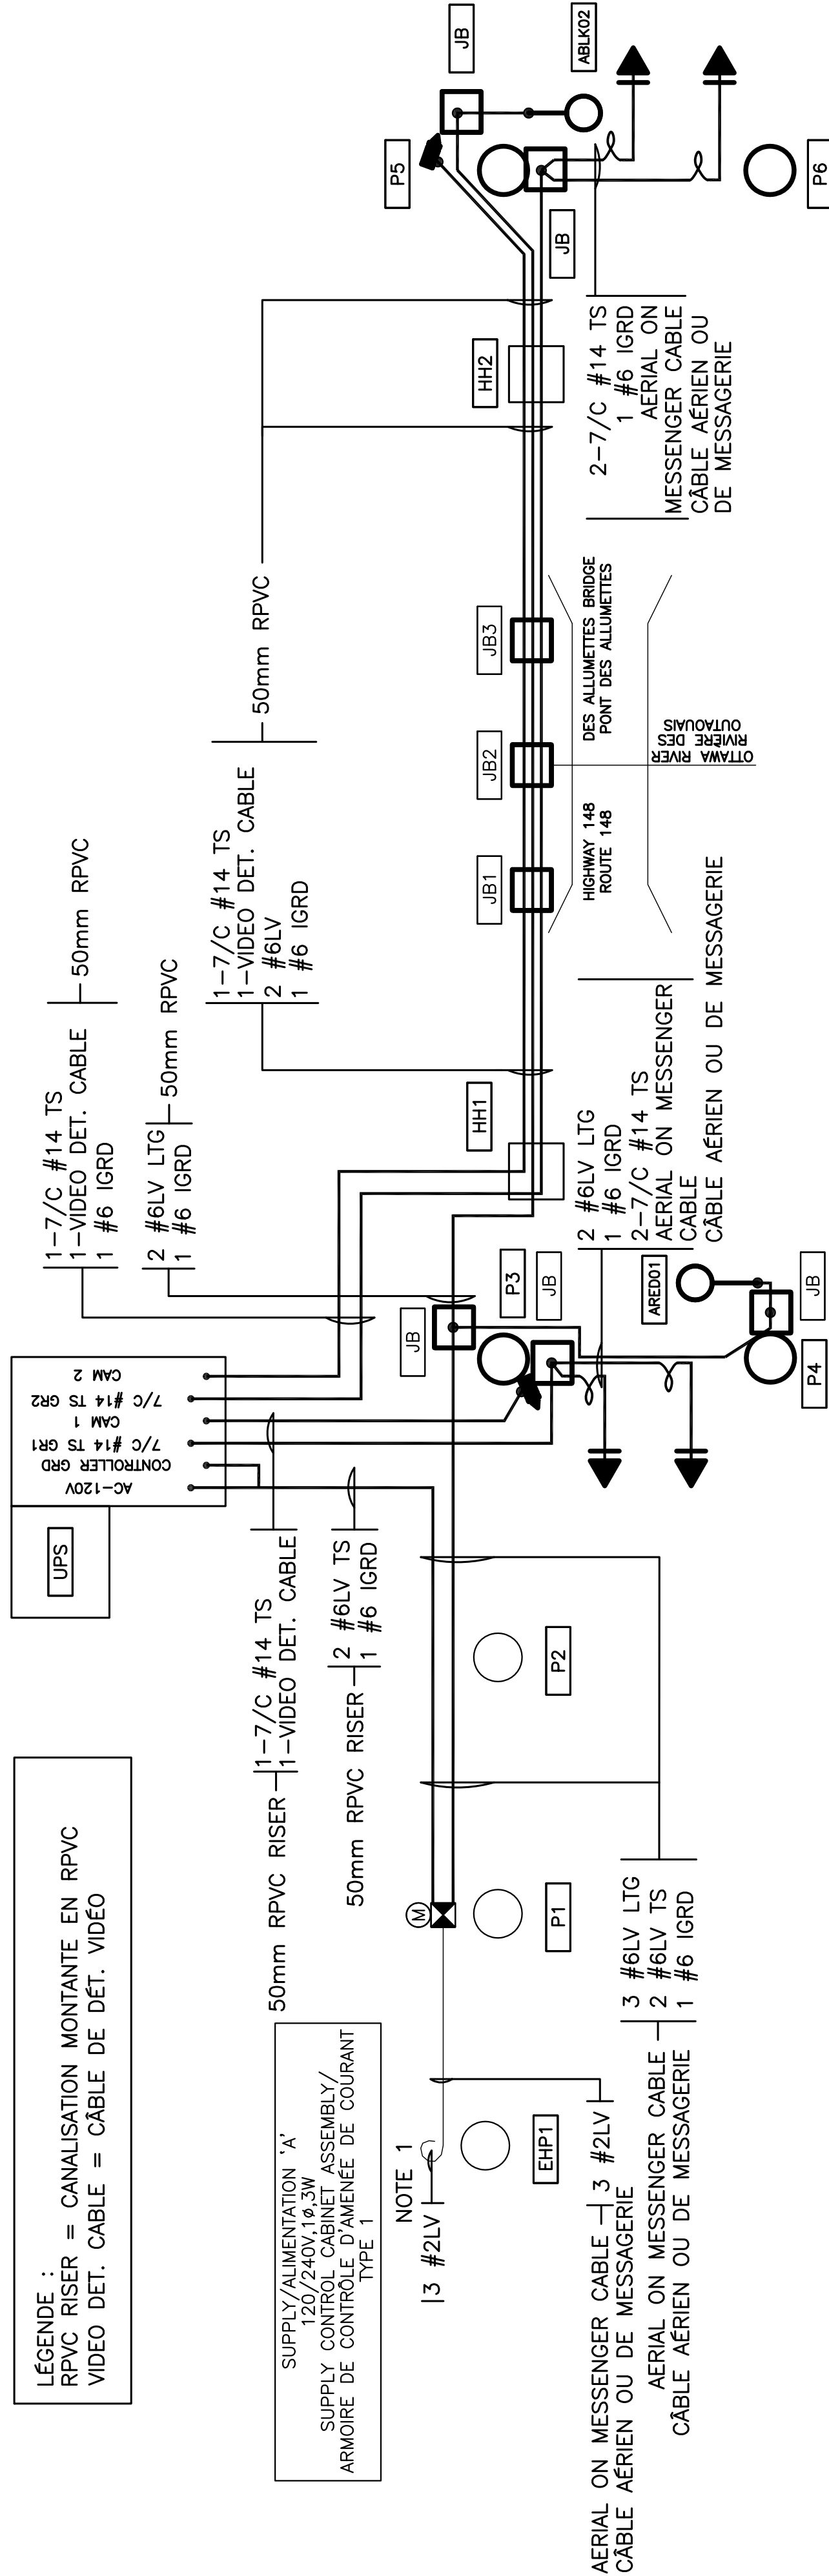 LÉGENDE :
RPVC RISER = CANALISATION MONTANTE EN RPVC
VIDEO DET. CABLE = CÂBLE DE DÉT. VIDÉO
UPS
AC-120V
CONTROLLER GRD
7/C #14 TS GR1
CAM 1
7/C #14 TS GR2
CAM 2
1-7/C #14 TS
1-VIDEO DET. CABLE
1 #6 IGRD
50mm RPVC
2 #6LV LTG
1 #6 IGRD
50mm RPVC
1-7/C #14 TS
1-VIDEO DET. CABLE
2 #6LV
1 #6 IGRD
50mm RPVC
50mm RPVC RISER
1-7/C #14 TS
1-VIDEO DET. CABLE
50mm RPVC RISER
2 #6LV TS
1 #6 IGRD
SUPPLY/ALIMENTATION 'A'
120/240V,1ø,3W
SUPPLY CONTROL CABINET ASSEMBLY/
ARMOIRE DE CONTRÔLE D'AMENÉE DE COURANT
TYPE 1
NOTE 1
3 #2LV
EHP1
M
P1
P2
JB
P3
JB
HH1
JB1
JB2
JB3
HH2
P5
JB
JB
ABLK02
P6
AERIAL ON MESSENGER CABLE
CÂBLE AÉRIEN OU DE MESSAGERIE
3 #2LV
AERIAL ON MESSENGER CABLE
CÂBLE AÉRIEN OU DE MESSAGERIE
3 #6LV LTG
2 #6LV TS
1 #6 IGRD
ARED01
P4
JB
2 #6LV LTG
1 #6 IGRD
2-7/C #14 TS
AERIAL ON MESSENGER
CABLE
CÂBLE AÉRIEN OU DE MESSAGERIE
HIGHWAY 148
ROUTE 148
DES ALLUMETTES BRIDGE
PONT DES ALLUMETTES
OTTAWA RIVER
RIVIÈRE DES
OUTAOUAIS
2-7/C #14 TS
1 #6 IGRD
AERIAL ON
MESSENGER CABLE
CÂBLE AÉRIEN OU
DE MESSAGERIE